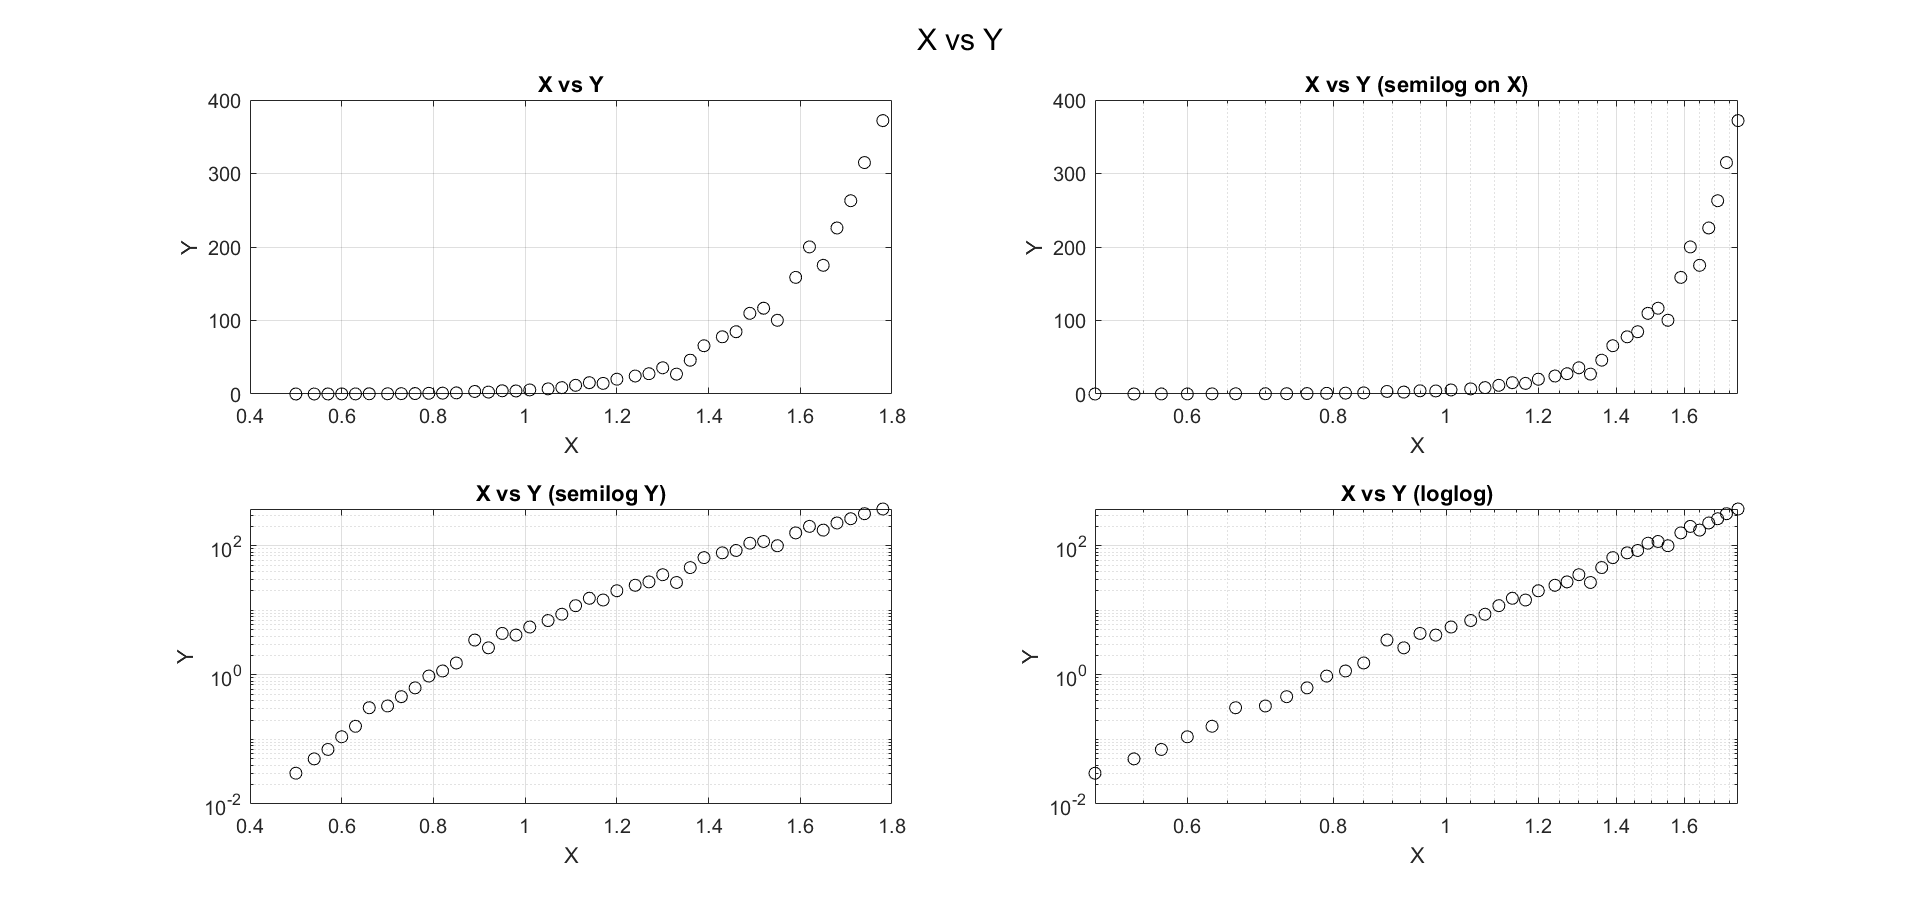 X vs Y
X vs Y
400
300
200
100
0
Y
0.4 0.6 0.8 1 1.2 1.4 1.6 1.8
X
X vs Y (semilog on X)
400
300
200
100
0
Y
0.6 0.8 1 1.2 1.4 1.6
X
X vs Y (semilog Y)
10^2
10^0
10^-2
Y
0.4 0.6 0.8 1 1.2 1.4 1.6 1.8
X
X vs Y (loglog)
10^2
10^0
10^-2
Y
0.6 0.8 1 1.2 1.4 1.6
X